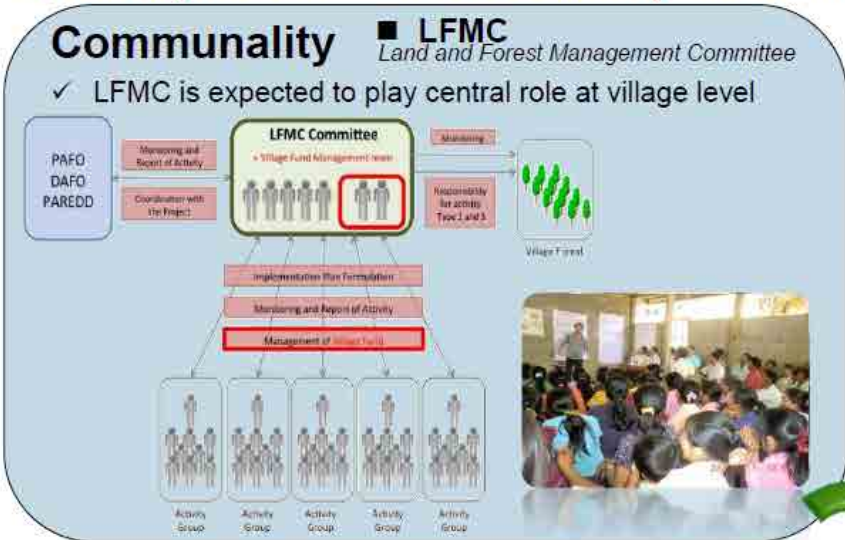 Communality
■ LFMC
Land and Forest Management Committee
✓ LFMC is expected to play central role at village level
PAFO
DAFO
PAREDD
Monitoring and
Report of Activity
Coordination with
the Project
LFMC Committee
+ Village Fund Management team
Monitoring
Responsibility
for activity
Type 2 and 3
Village Forest
Implementation Plan Formulation
Monitoring and Report of Activity
Management of Village Fund
Activity
Group
Activity
Group
Activity
Group
Activity
Group
Activity
Group